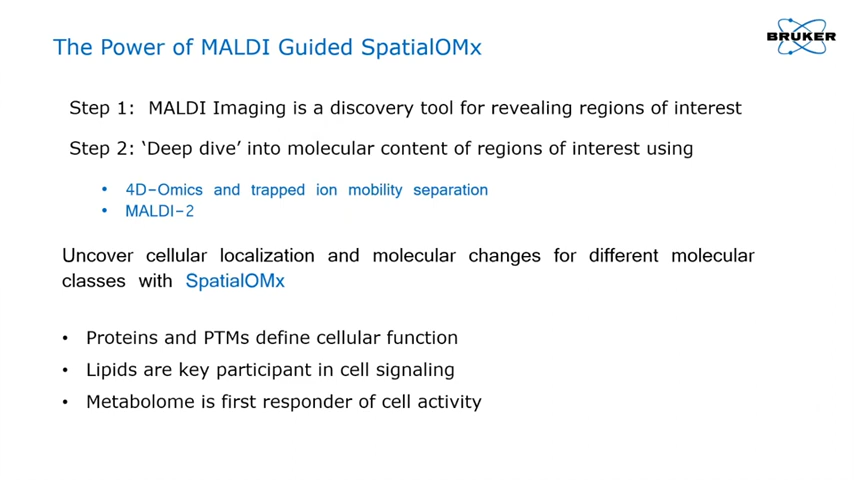 The Power of MALDI Guided SpatialOMx
BRUKER
Step 1: MALDI Imaging is a discovery tool for revealing regions of interest
Step 2: ‘Deep dive’ into molecular content of regions of interest using
• 4D-Omics and trapped ion mobility separation
• MALDI-2
Uncover cellular localization and molecular changes for different molecular
classes with SpatialOMx
• Proteins and PTMs define cellular function
• Lipids are key participant in cell signaling
• Metabolome is first responder of cell activity